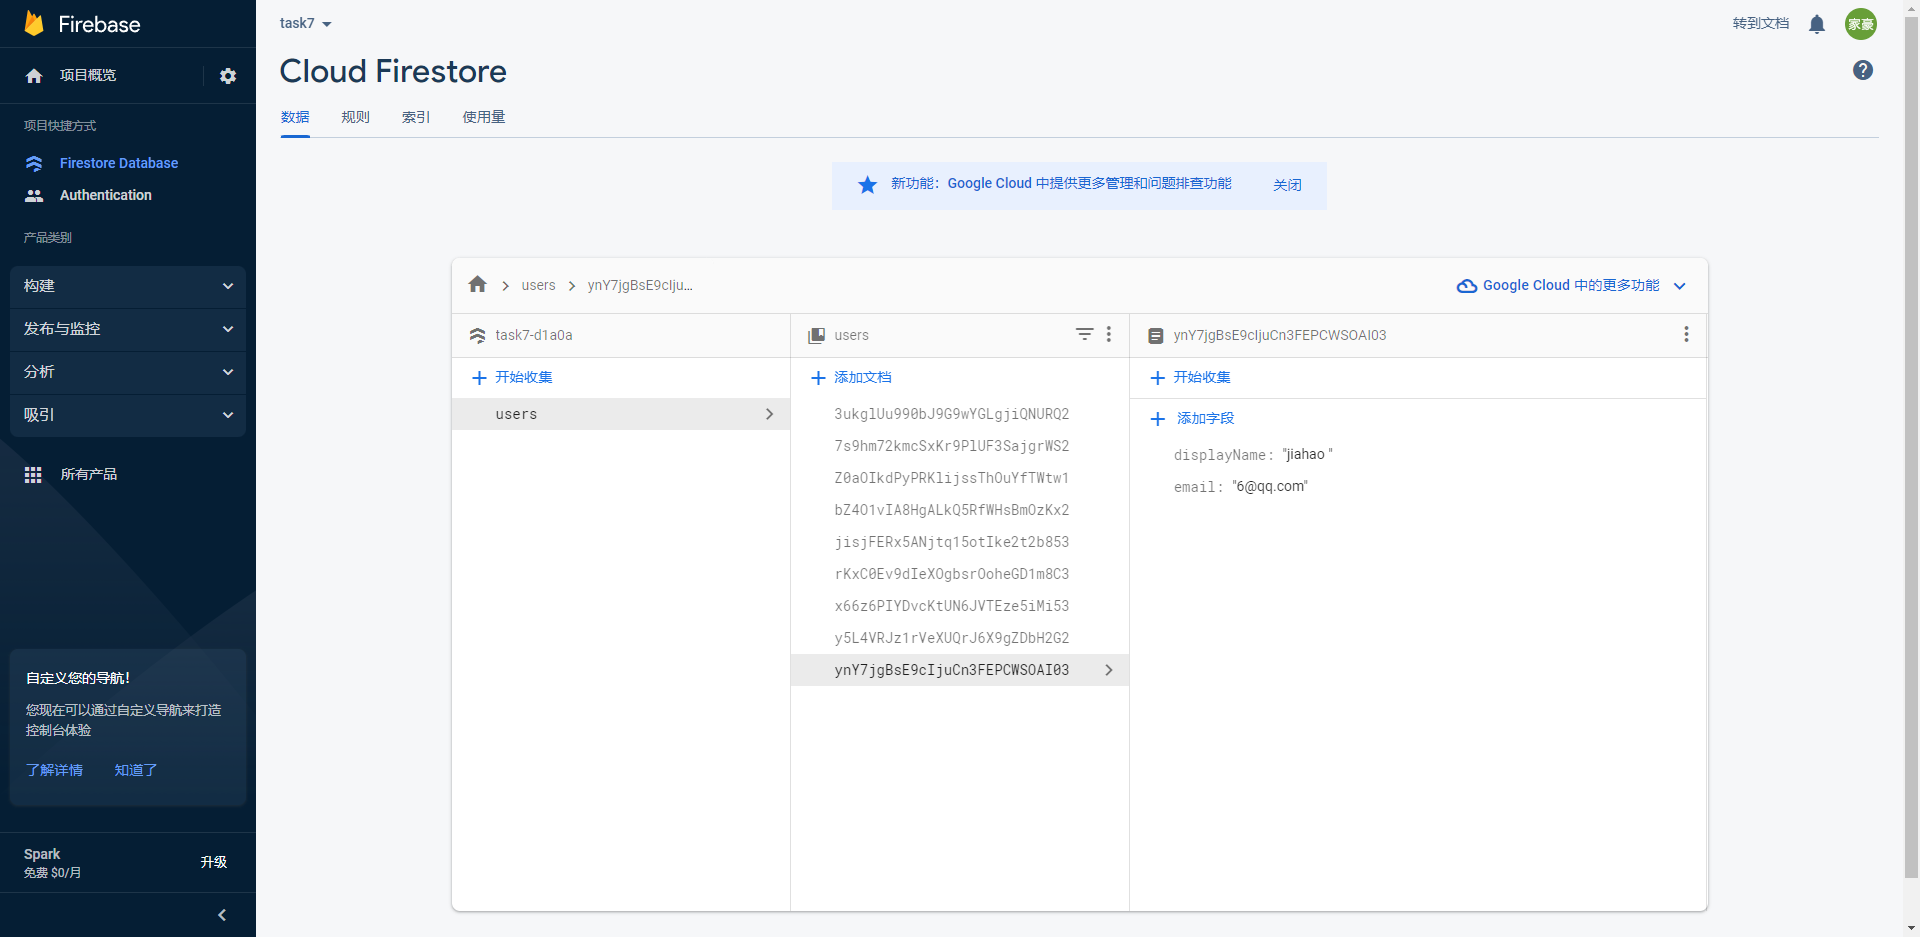 Firebase
项目概览
项目快捷方式
Firestore Database
Authentication
产品类别
构建
发布与监控
分析
吸引
所有产品
自定义您的导航！
您现在可以通过自定义导航来打造
控制台体验
了解详情 知道了
Spark
免费 $0/月
升级
task7
转到文档
家豪
Cloud Firestore
数据 规则 索引 使用量
新功能：Google Cloud 中提供更多管理和问题排查功能 关闭
users ynY7jgBsE9cIju...
Google Cloud 中的更多功能
task7-d1a0a
开始收集
users
users
添加文档
3ukglUu990bJ9G9wYGLgjiQNURQ2
7s9hm72kmcSxKr9PlUF3SajgrWS2
Z0aOIkdPyPRKlijssThOuYfTWtw1
bZ4O1vIA8HgALkQ5RfWHsBmOzKx2
jisjFERx5ANjtq15otIke2t2b853
rKxC0Ev9dIeXOgbsrOoheGD1m8C3
x66z6PIYDvcKtUN6JVTEze5iMi53
y5L4VRJz1rVeXUQrJ6X9gZDbH2G2
ynY7jgBsE9cIjuCn3FEPCWSOAI03
ynY7jgBsE9cIjuCn3FEPCWSOAI03
开始收集
添加字段
displayName: "jiahao "
email: "6@qq.com"